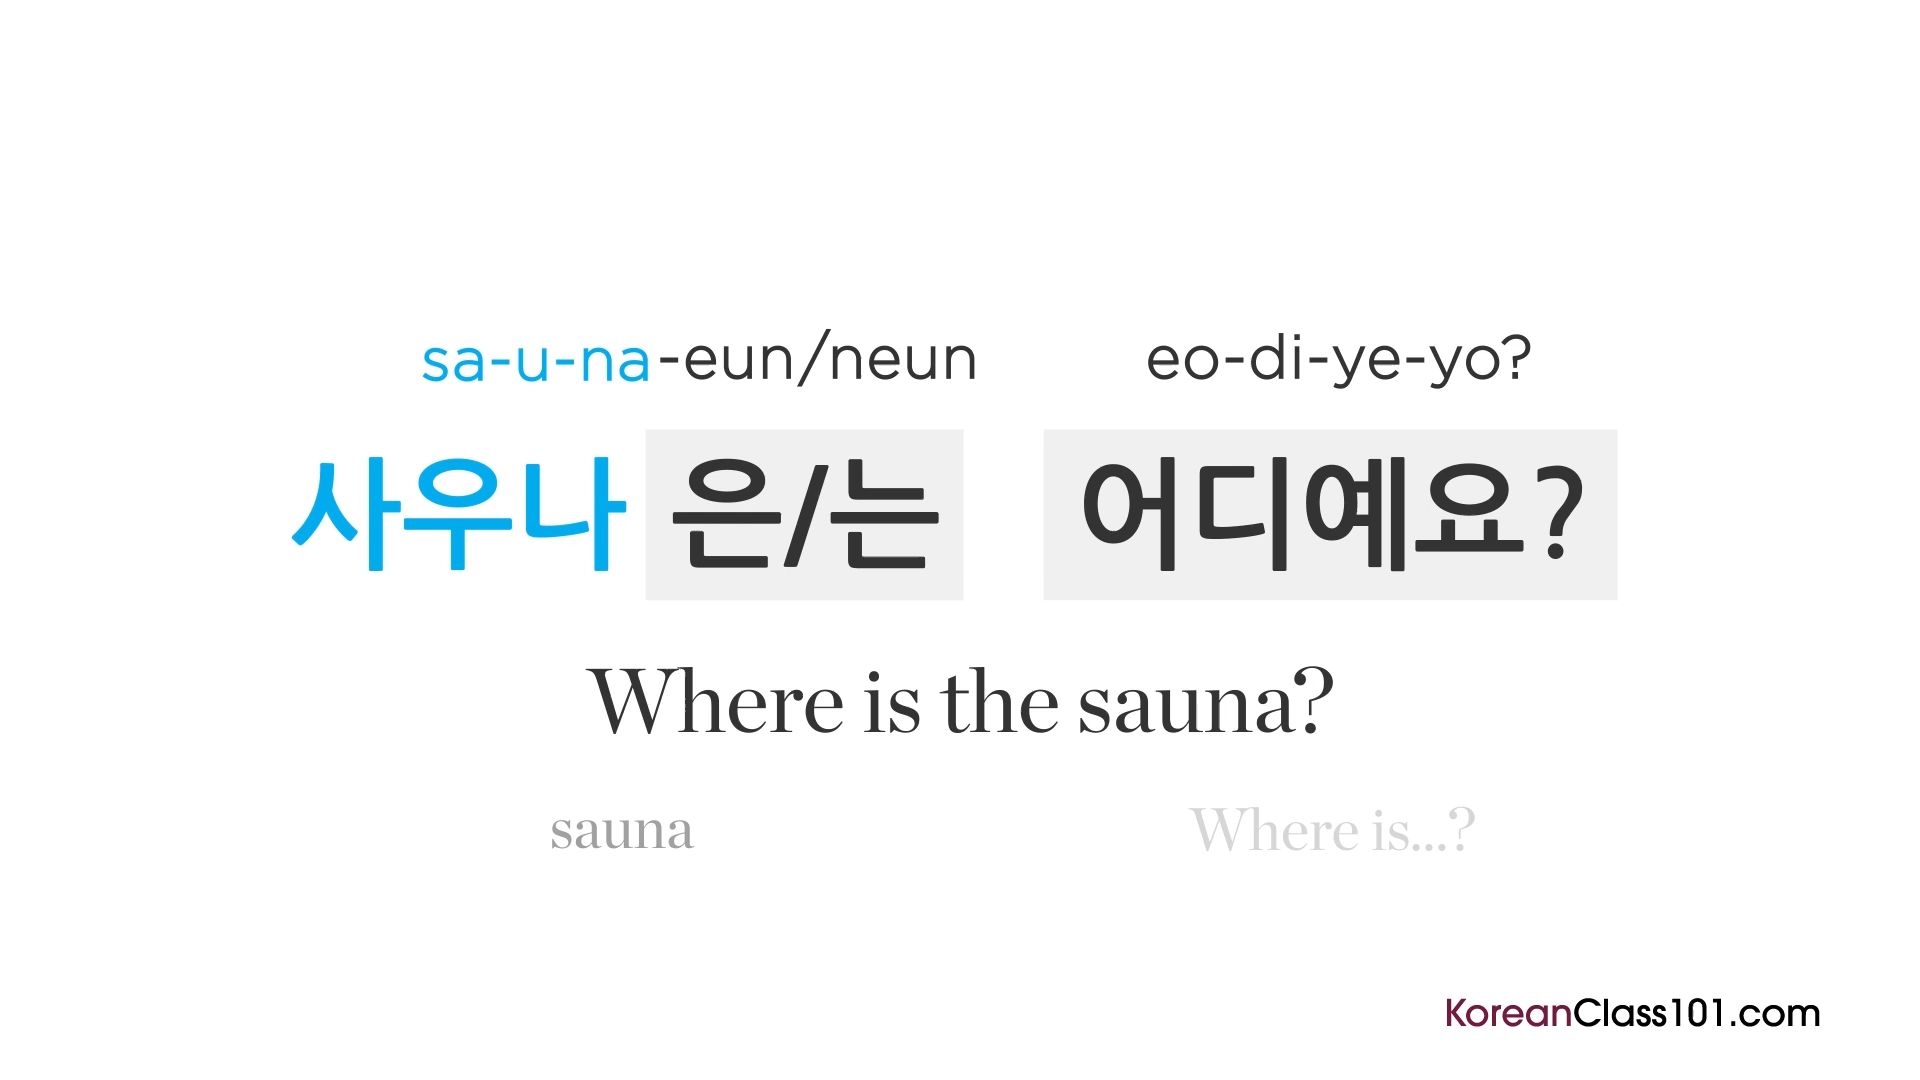 sa-u-na-eun/neun eo-di-ye-yo?
사우나 은/는 어디예요?
Where is the sauna?
sauna Where is...?
KoreanClass101.com